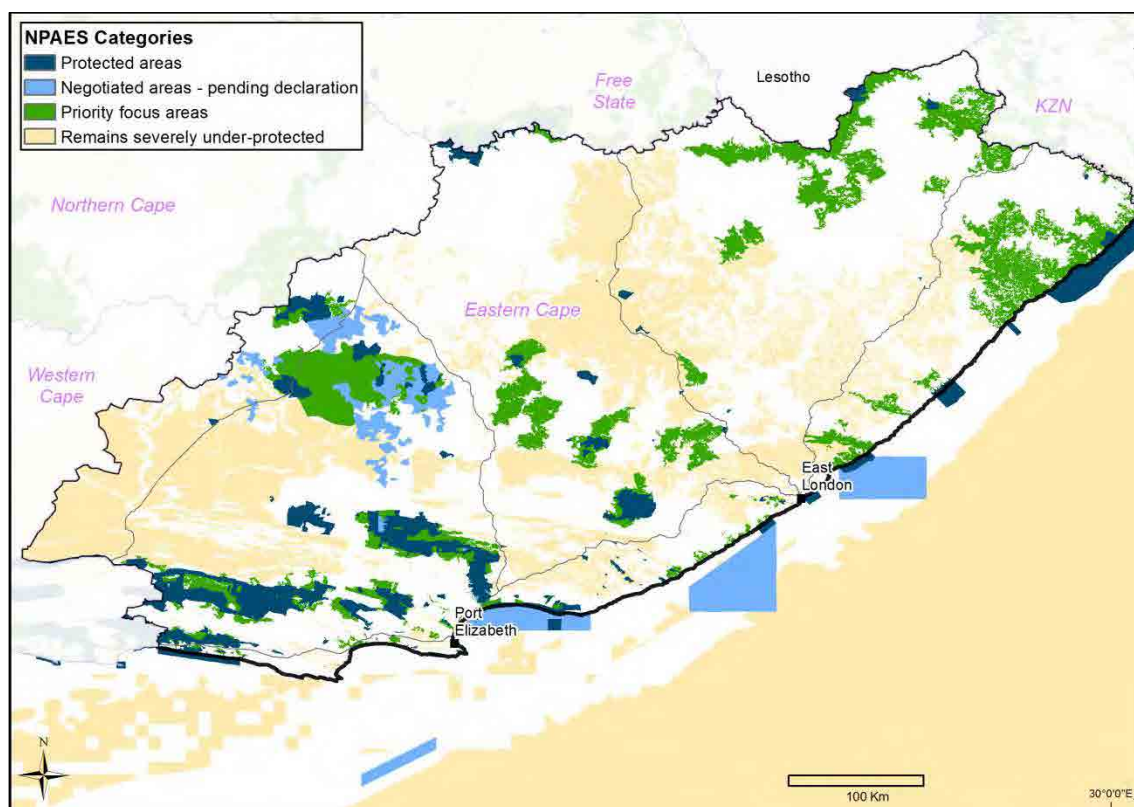 NPAES Categories
Protected areas
Negotiated areas - pending declaration
Priority focus areas
Remains severely under-protected
Lesotho
Free
State
KZN
Northern Cape
Eastern Cape
Western
Cape
East
London
Port
Elizabeth
N
100 Km
30°0'0"E